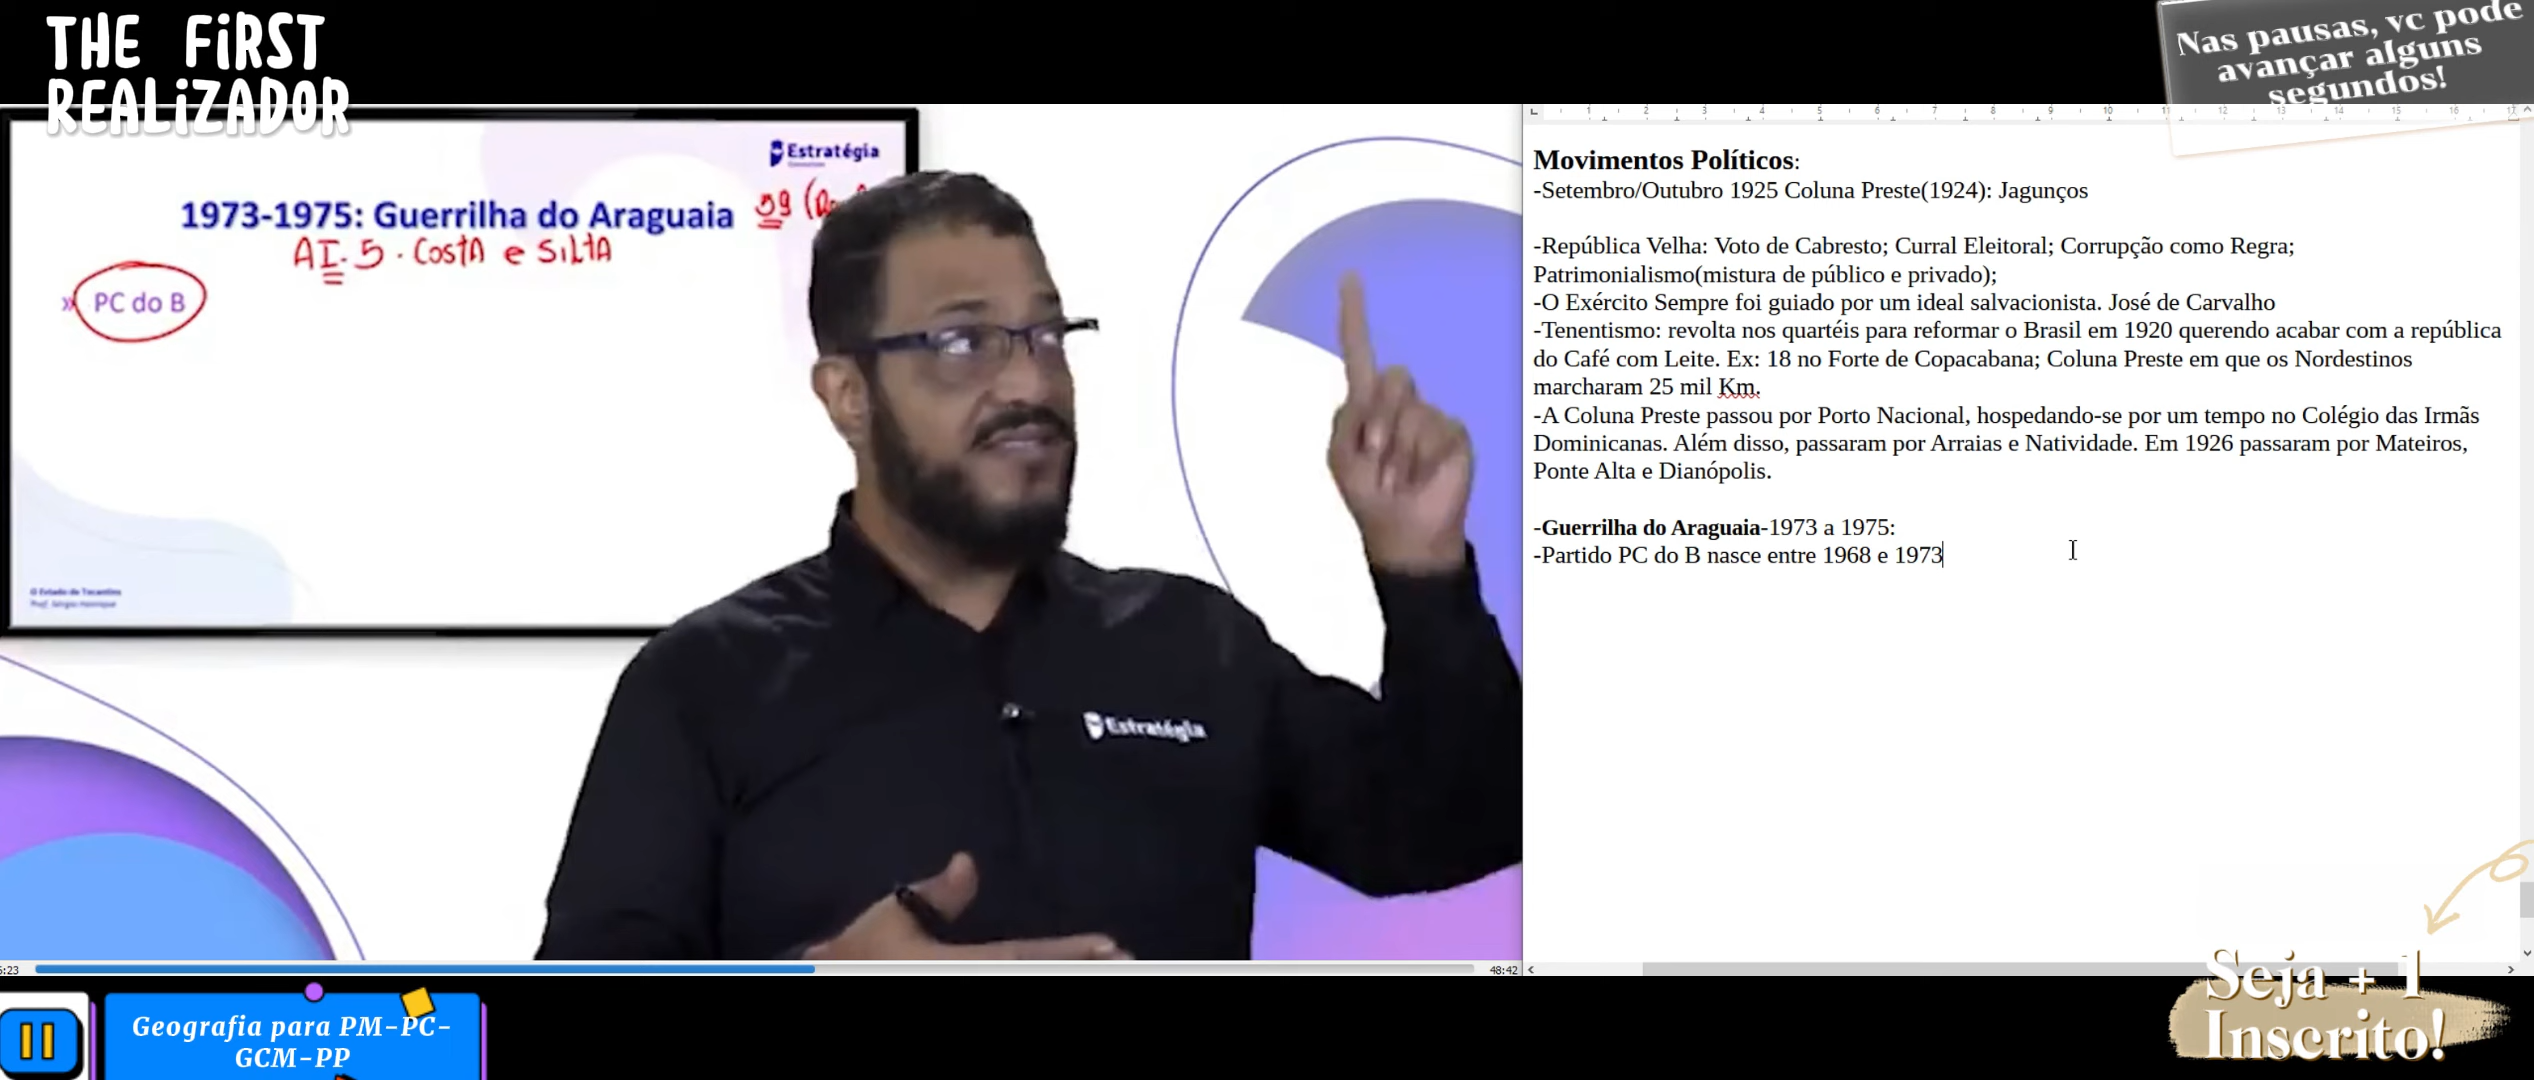 THE FiRST
REALiZADOR
Nas pausas, vc pode
avançar alguns
segundos!
Estratégia
1973-1975: Guerrilha do Araguaia
AI.5 · Costa e Silva
» PC do B
O Estado do Tocantins
Prof. Sérgio Henrique
Estratégia
Movimentos Políticos:
-Setembro/Outubro 1925 Coluna Preste(1924): Jagunços
-República Velha: Voto de Cabresto; Curral Eleitoral; Corrupção como Regra;
Patrimonialismo(mistura de público e privado);
-O Exército Sempre foi guiado por um ideal salvacionista. José de Carvalho
-Tenentismo: revolta nos quartéis para reformar o Brasil em 1920 querendo acabar com a república
do Café com Leite. Ex: 18 no Forte de Copacabana; Coluna Preste em que os Nordestinos
marcharam 25 mil Km.
-A Coluna Preste passou por Porto Nacional, hospedando-se por um tempo no Colégio das Irmãs
Dominicanas. Além disso, passaram por Arraias e Natividade. Em 1926 passaram por Mateiros,
Ponte Alta e Dianópolis.
-Guerrilha do Araguaia-1973 a 1975:
-Partido PC do B nasce entre 1968 e 1973
48:42
Geografia para PM-PC-
GCM-PP
Seja + 1
Inscrito!